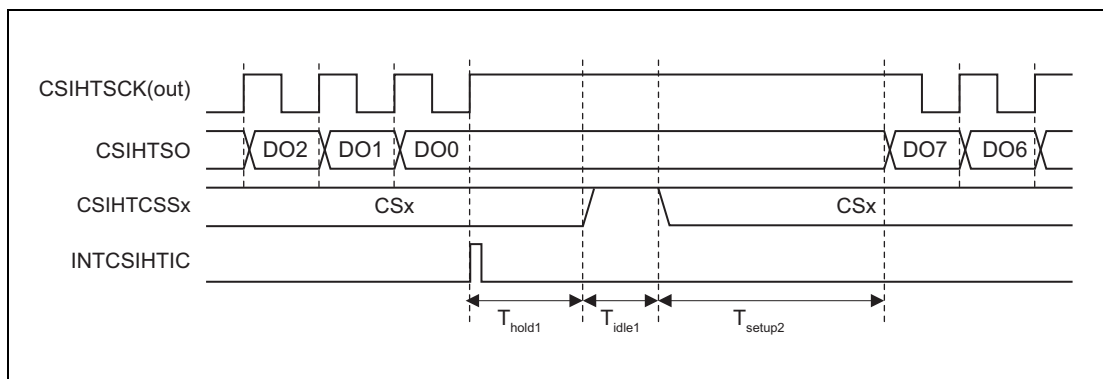 CSIHTSCK(out)
CSIHTSO DO2 DO1 DO0 DO7 DO6
CSIHTCSSx CSx CSx
INTCSIHTIC
Thold1 Tidle1 Tsetup2